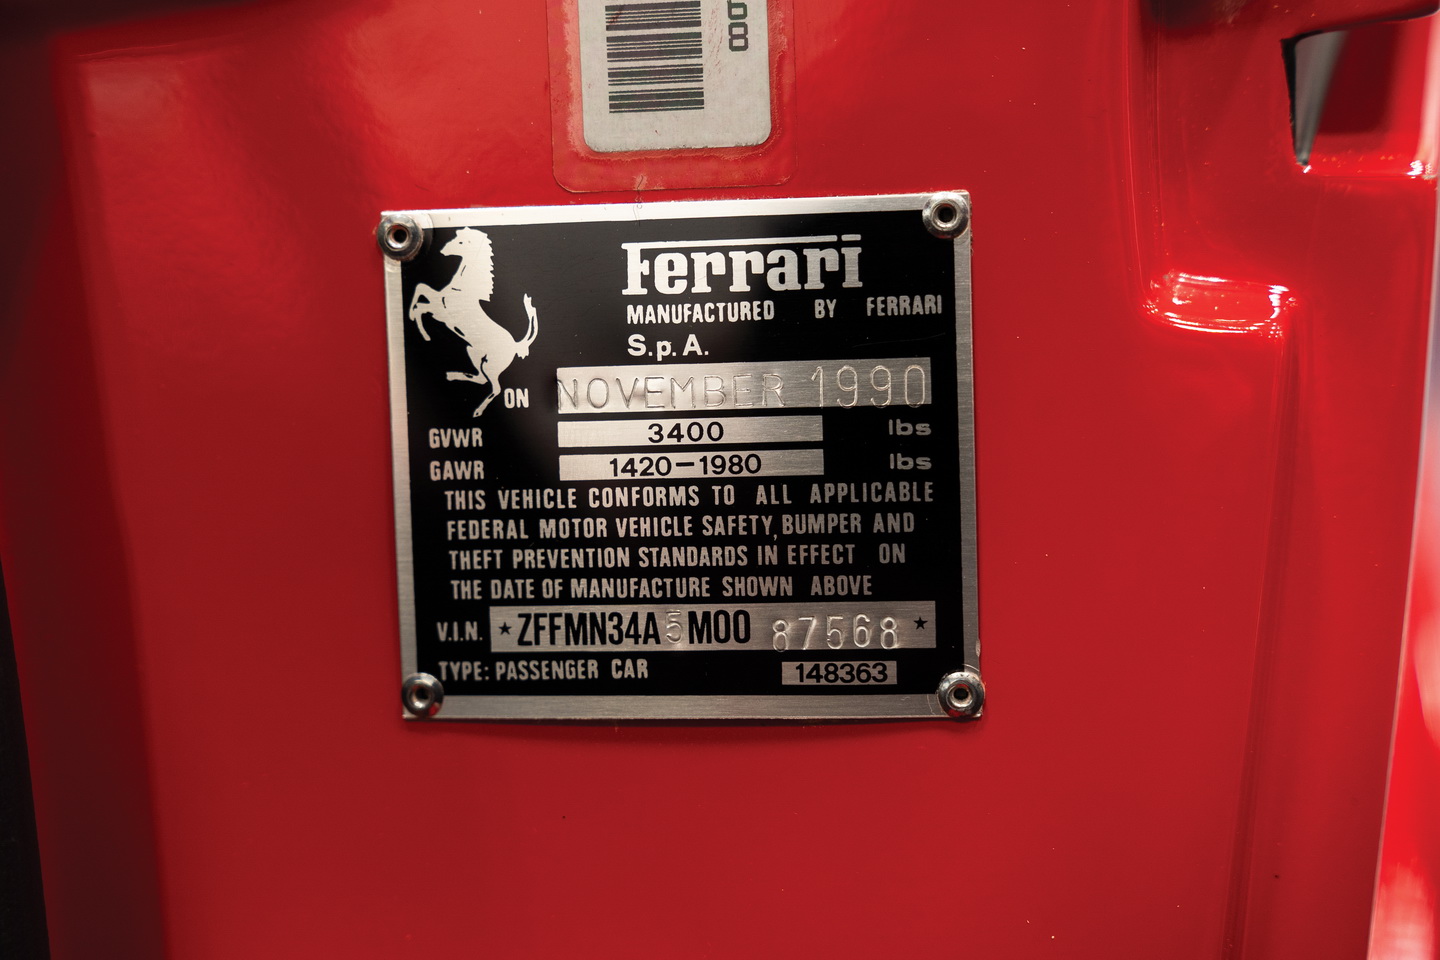 68
Ferrari
MANUFACTURED BY FERRARI
S.p.A.
ON NOVEMBER 1990
GVWR 3400 lbs
GAWR 1420-1980 lbs
THIS VEHICLE CONFORMS TO ALL APPLICABLE
FEDERAL MOTOR VEHICLE SAFETY, BUMPER AND
THEFT PREVENTION STANDARDS IN EFFECT ON
THE DATE OF MANUFACTURE SHOWN ABOVE
V.I.N. ★ZFFMN34A5M0087568★
TYPE: PASSENGER CAR 148363